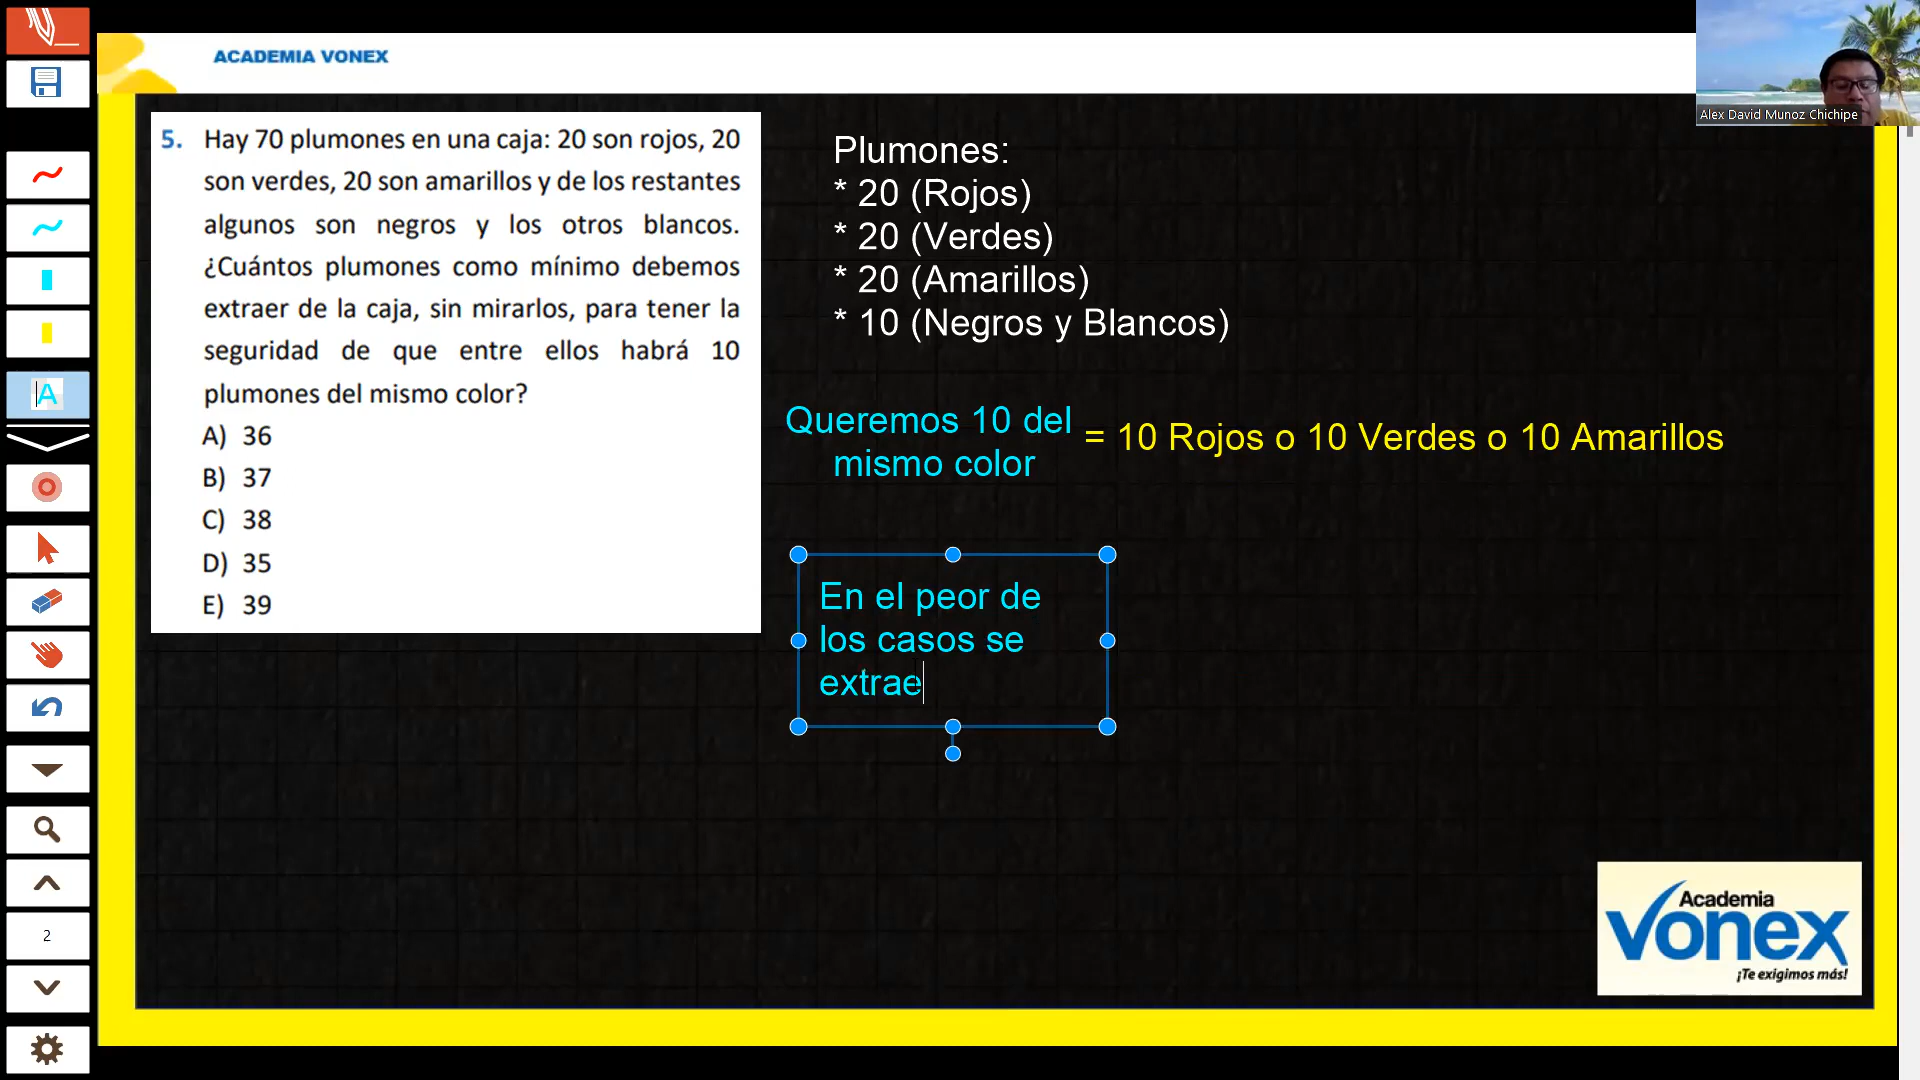 ACADEMIA VONEX
Alex David Munoz Chichipe
5. Hay 70 plumones en una caja: 20 son rojos, 20
son verdes, 20 son amarillos y de los restantes
algunos son negros y los otros blancos.
¿Cuántos plumones como mínimo debemos
extraer de la caja, sin mirarlos, para tener la
seguridad de que entre ellos habrá 10
plumones del mismo color?
A) 36
B) 37
C) 38
D) 35
E) 39
Plumones:
* 20 (Rojos)
* 20 (Verdes)
* 20 (Amarillos)
* 10 (Negros y Blancos)
Queremos 10 del
mismo color
= 10 Rojos o 10 Verdes o 10 Amarillos
En el peor de
los casos se
extrae
A
2
Academia
Vonex
¡Te exigimos más!